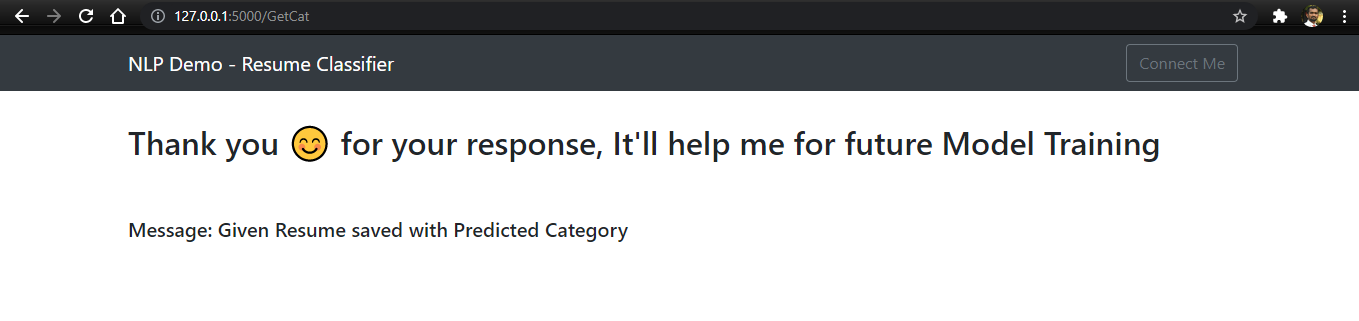 127.0.0.1:5000/GetCat
NLP Demo - Resume Classifier
Connect Me
Thank you 😊 for your response, It'll help me for future Model Training
Message: Given Resume saved with Predicted Category